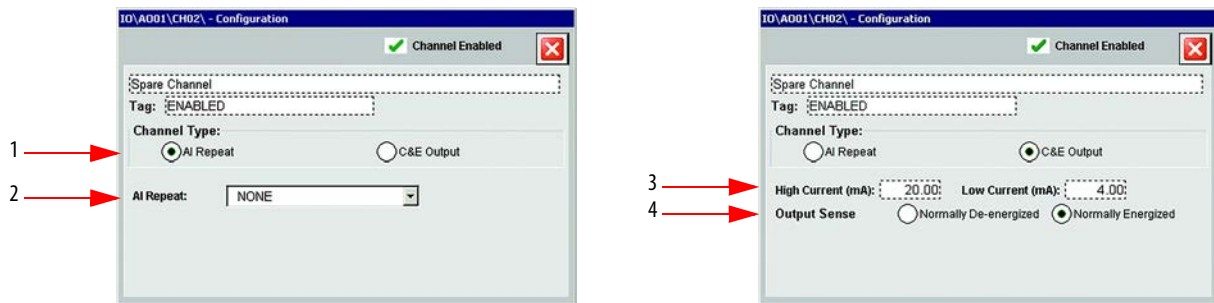 IO\AO01\CH02\ - Configuration
Channel Enabled
Spare Channel
Tag: ENABLED
Channel Type:
1
AI Repeat
C&E Output
2
AI Repeat: NONE
IO\AO01\CH02\ - Configuration
Channel Enabled
Spare Channel
Tag: ENABLED
Channel Type:
AI Repeat
C&E Output
3
High Current (mA): 20.00 Low Current (mA): 4.00
4
Output Sense Normally De-energized Normally Energized